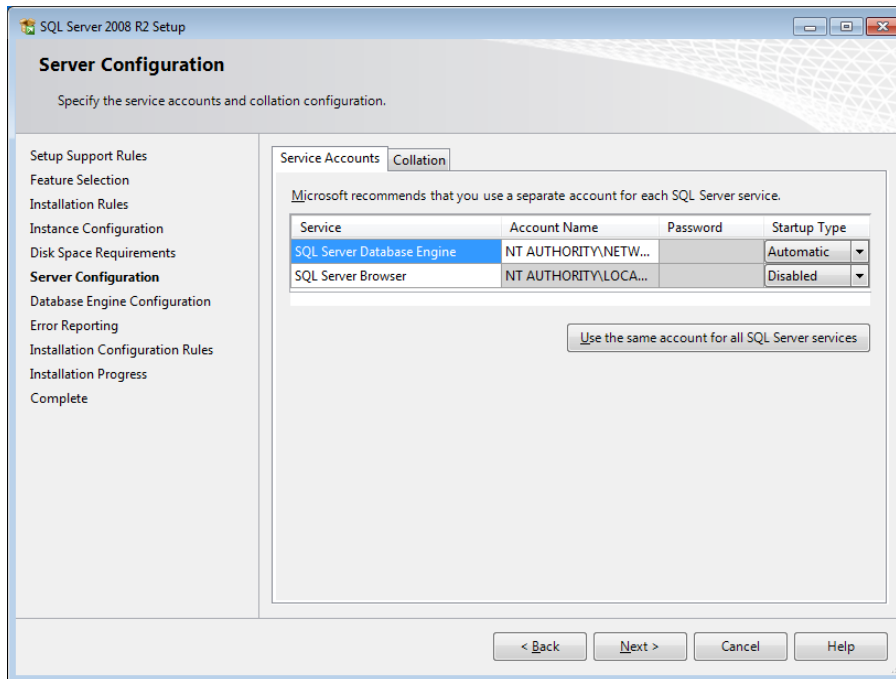 SQL Server 2008 R2 Setup
Server Configuration
Specify the service accounts and collation configuration.
Setup Support Rules
Feature Selection
Installation Rules
Instance Configuration
Disk Space Requirements
Server Configuration
Database Engine Configuration
Error Reporting
Installation Configuration Rules
Installation Progress
Complete
Service Accounts Collation
Microsoft recommends that you use a separate account for each SQL Server service.
Service Account Name Password Startup Type
SQL Server Database Engine NT AUTHORITY\NETW... Automatic
SQL Server Browser NT AUTHORITY\LOCA... Disabled
Use the same account for all SQL Server services
< Back Next > Cancel Help